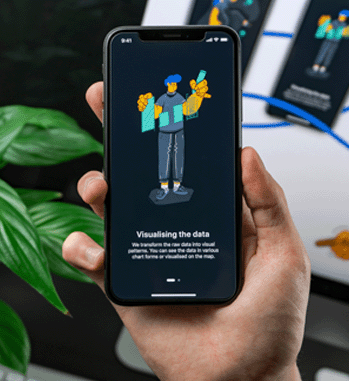 9:41
Visualising the data
We transform the raw data into visual
patterns. You can see the data in various
chart forms or visualised on the map.